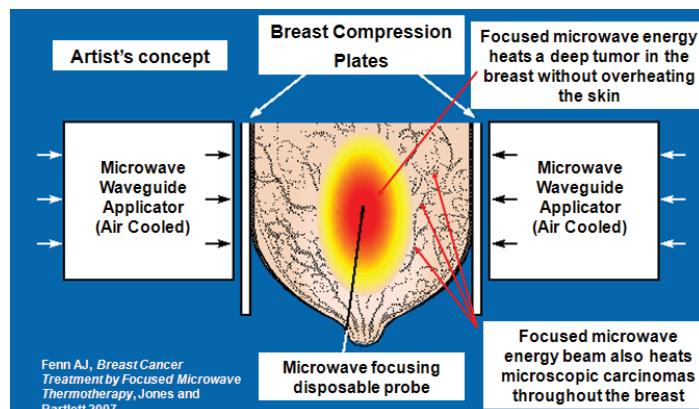 Artist's concept
Breast Compression
Plates
Focused microwave energy
heats a deep tumor in the
breast without overheating
the skin
Microwave
Waveguide
Applicator
(Air Cooled)
Microwave
Waveguide
Applicator
(Air Cooled)
Fenn AJ, Breast Cancer
Treatment by Focused Microwave
Thermotherapy, Jones and
Bartlett 2007
Microwave focusing
disposable probe
Focused microwave
energy beam also heats
microscopic carcinomas
throughout the breast